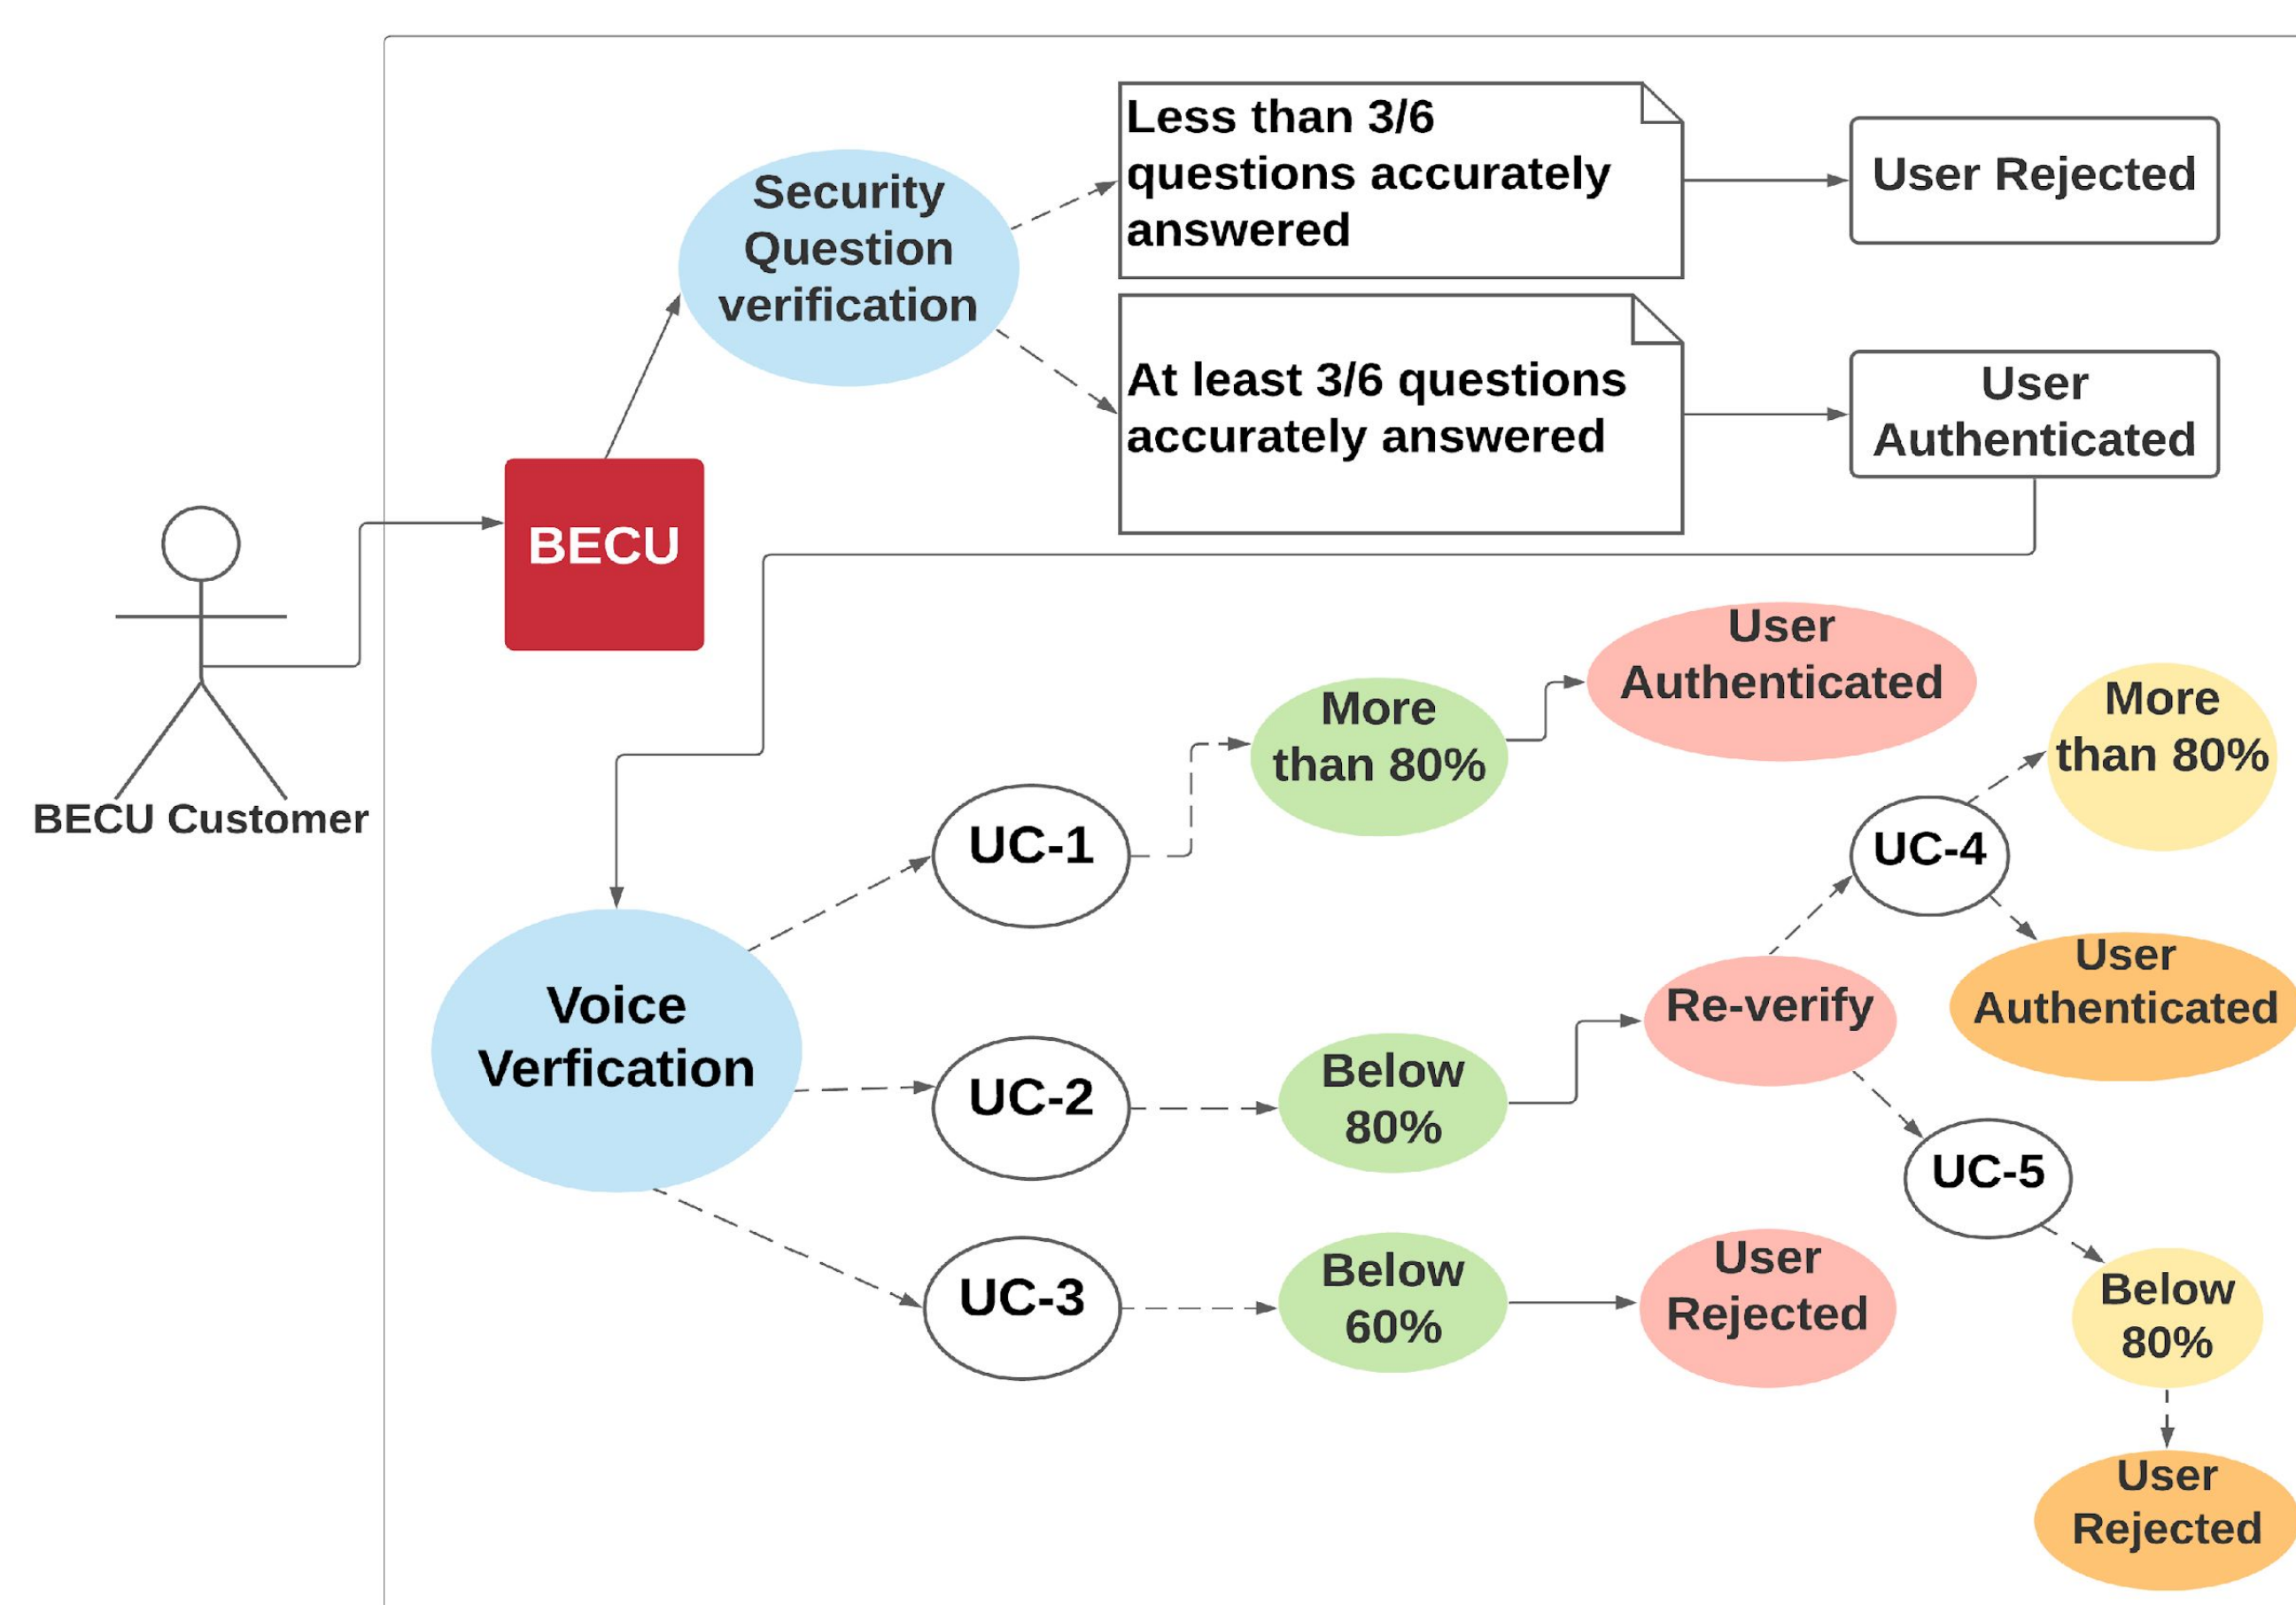 Less than 3/6
questions accurately
answered
User Rejected
Security
Question
verification
At least 3/6 questions
accurately answered
User
Authenticated
BECU
BECU Customer
User
Authenticated
More
than 80%
More
than 80%
UC-1
UC-4
User
Authenticated
Voice
Verfication
Re-verify
UC-2
Below
80%
UC-5
UC-3
Below
60%
User
Rejected
Below
80%
User
Rejected